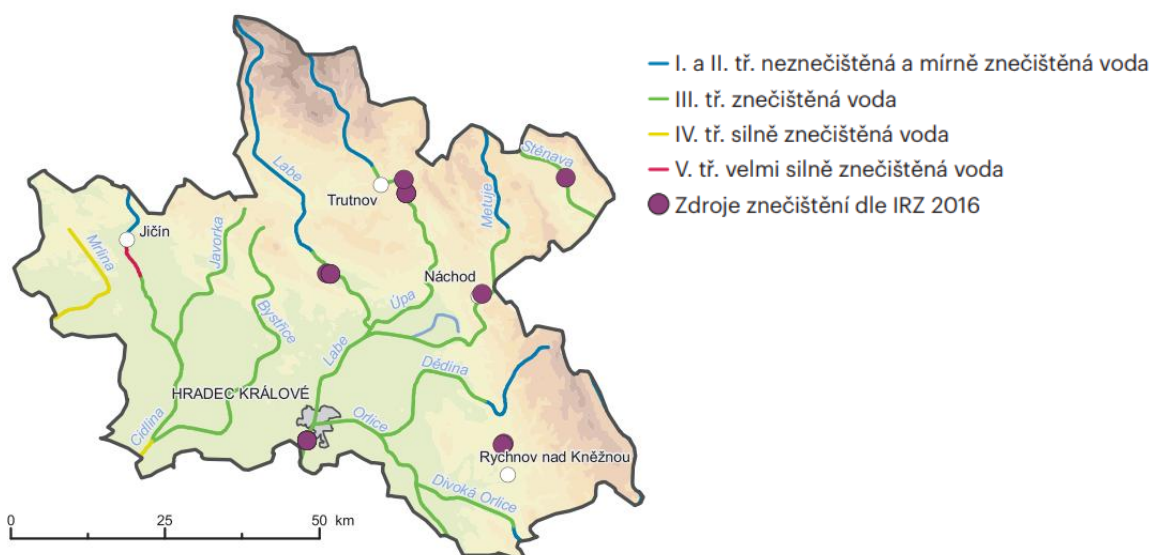 I. a II. tř. neznečištěná a mírně znečištěná voda
III. tř. znečištěná voda
IV. tř. silně znečištěná voda
V. tř. velmi silně znečištěná voda
Zdroje znečištění dle IRZ 2016
Labe
Trutnov
Metuje
Stěnava
Jičín
Mrlina
Javorka
Bystřice
Náchod
Úpa
Labe
Dědina
HRADEC KRÁLOVÉ
Orlice
Cidlina
Rychnov nad Kněžnou
Divoká Orlice
0 25 50 km